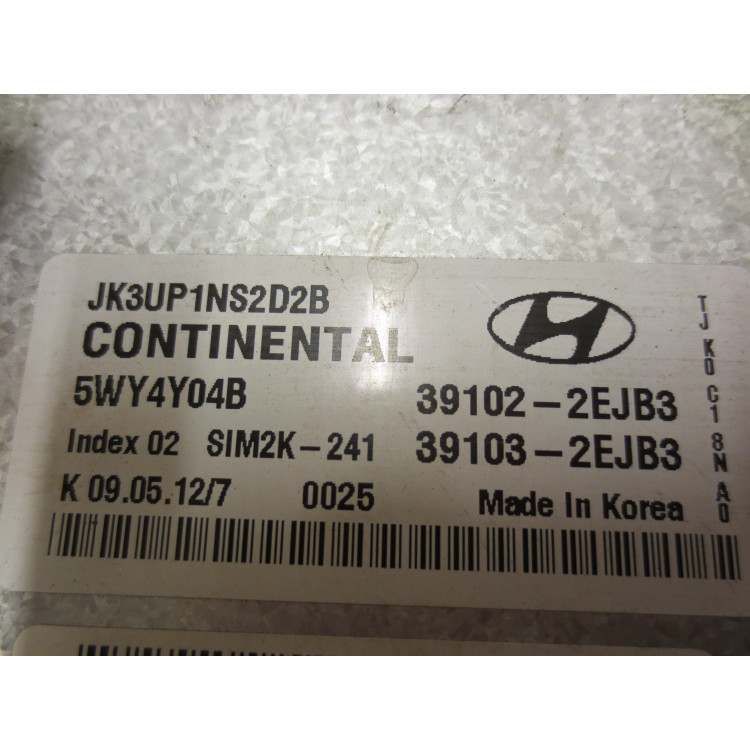 JK3UP1NS2D2B
CONTINENTAL
5WY4Y04B
39102-2EJB3
Index 02 SIM2K-241
39103-2EJB3
K 09.05.12/7 0025
Made In Korea
TJ K0 C1 8N A0